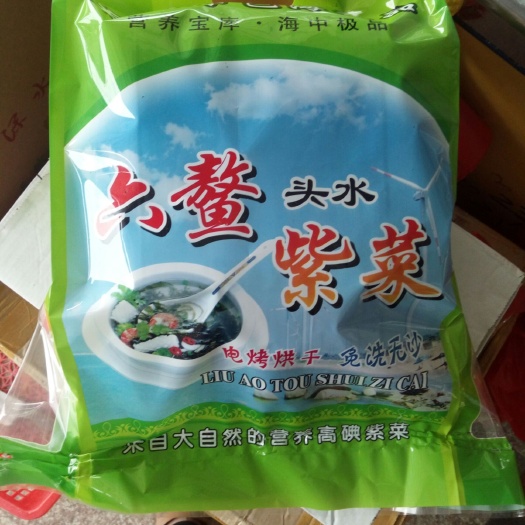 营养宝库·海中极品
六鳌 头水
紫菜
电烤烘干 免洗无沙
LIU AO TOU SHUI ZI CAI
来自大自然的营养高碘紫菜